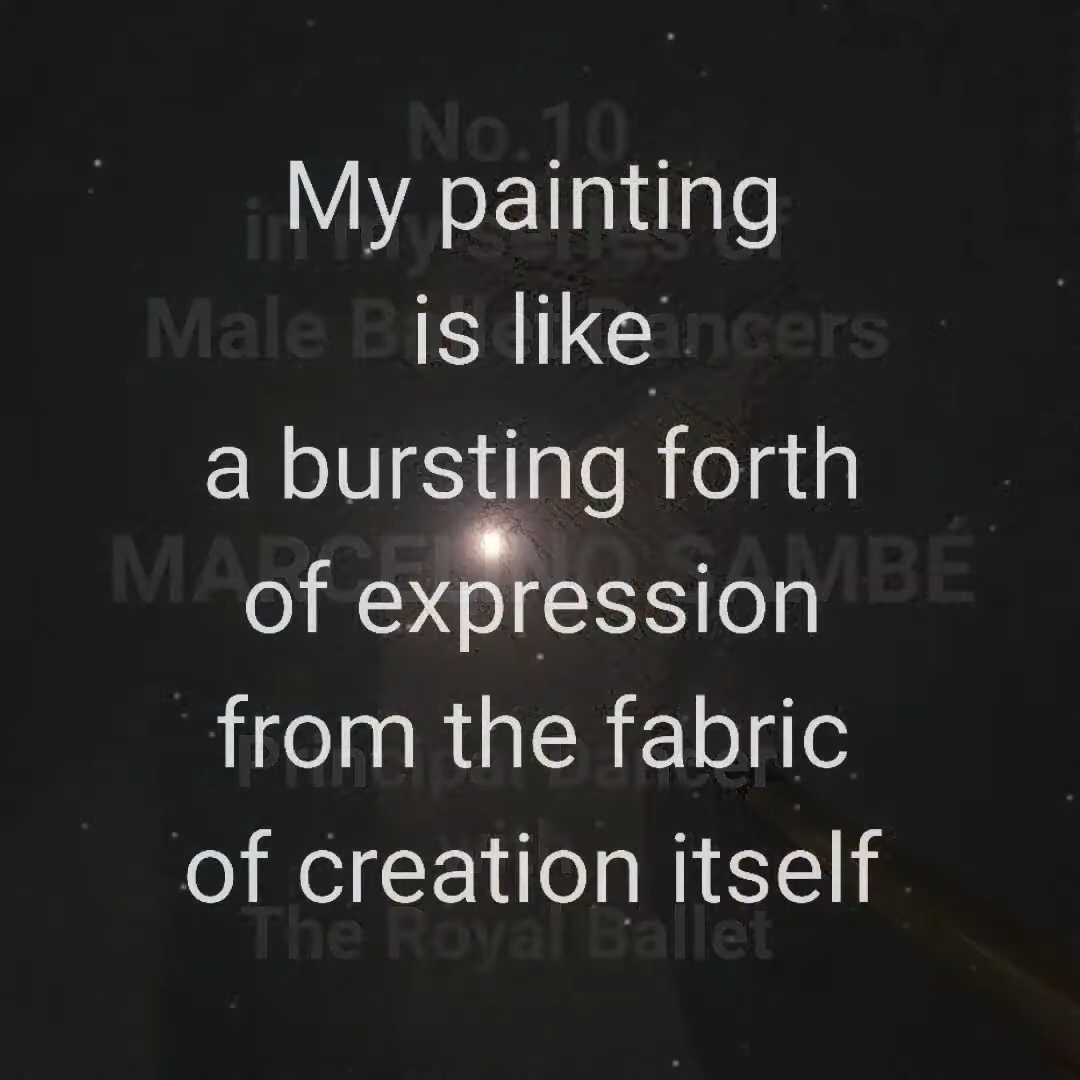 My painting
is like
a bursting forth
of expression
from the fabric
of creation itself
No.10
in my series of
Male Ballet Dancers
MARCELINO SAMBÉ
Principal Dancer
with
The Royal Ballet